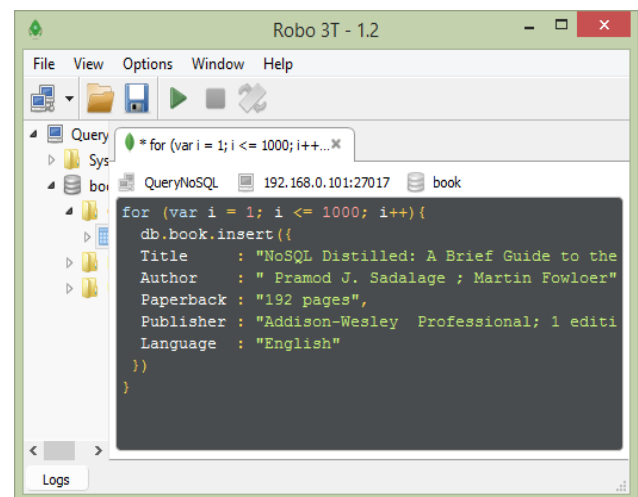 Robo 3T - 1.2
File View Options Window Help
Query
* for (var i = 1; i <= 1000; i++...
Sys
QueryNoSQL 192.168.0.101:27017 book
for (var i = 1; i <= 1000; i++){
db.book.insert({
Title : "NoSQL Distilled: A Brief Guide to the
Author : " Pramod J. Sadalage ; Martin Fowloer"
Paperback : "192 pages",
Publisher : "Addison-Wesley Professional; 1 editi
Language : "English"
})
}
Logs